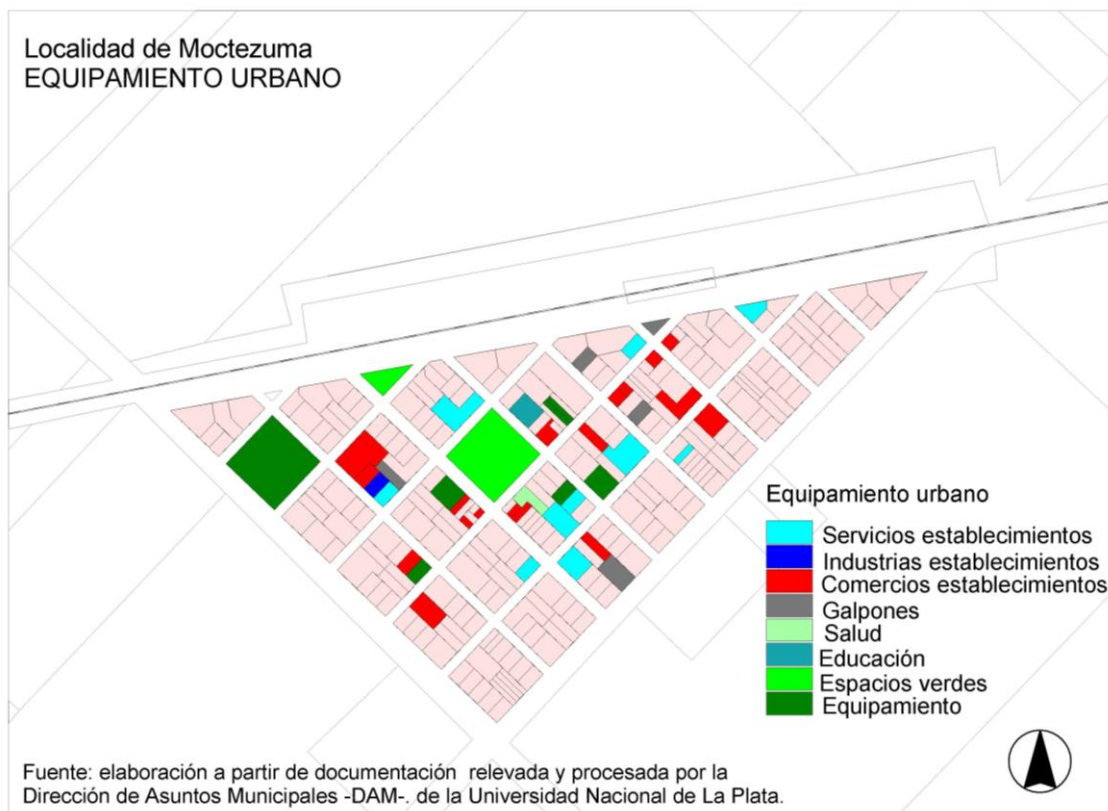 Localidad de Moctezuma
EQUIPAMIENTO URBANO
Equipamiento urbano
Servicios establecimientos
Industrias establecimientos
Comercios establecimientos
Galpones
Salud
Educación
Espacios verdes
Equipamiento
Fuente: elaboración a partir de documentación relevada y procesada por la
Dirección de Asuntos Municipales -DAM-. de la Universidad Nacional de La Plata.